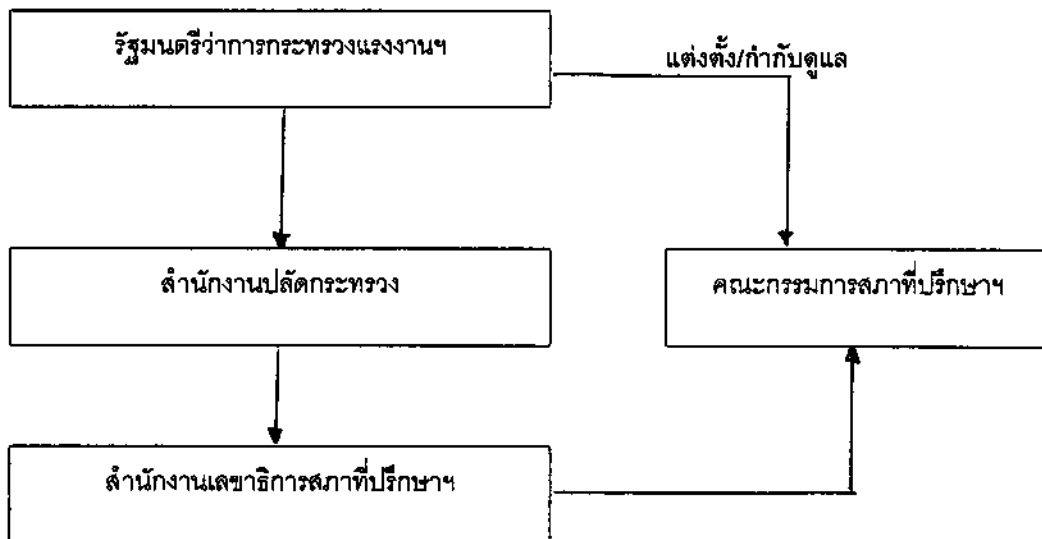 รัฐมนตรีว่าการกระทรวงแรงงานฯ
แต่งตั้ง/กำกับดูแล
สำนักงานปลัดกระทรวง
คณะกรรมการสภาที่ปรึกษาฯ
สำนักงานเลขาธิการสภาที่ปรึกษาฯ